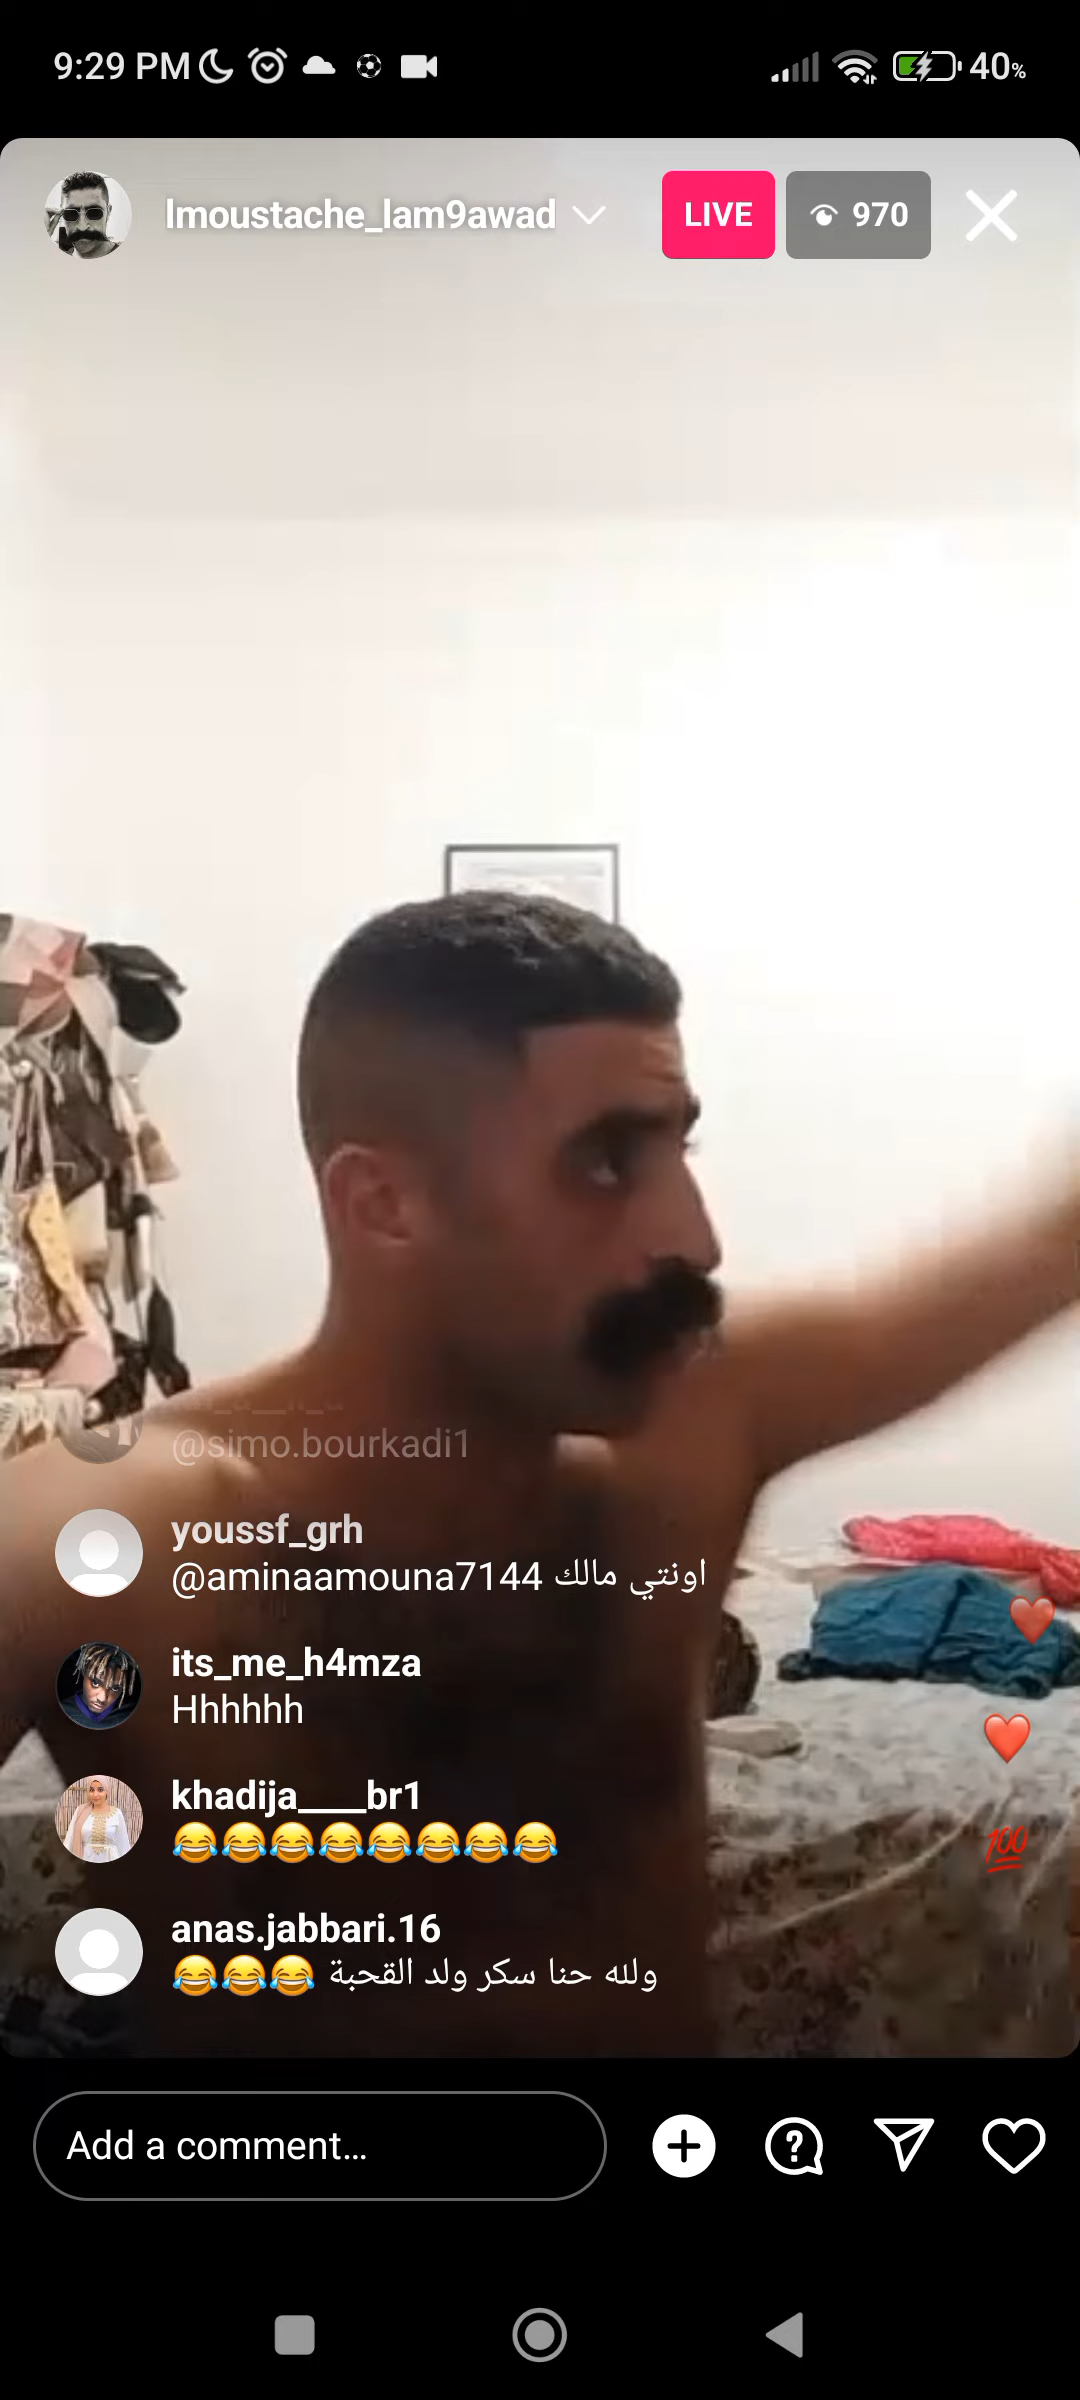 9:29 PM
40%
lmoustache_lam9awad
LIVE
970
@simo.bourkadi1
youssf_grh
@aminaamouna7144 اونتي مالك
its_me_h4mza
Hhhhhh
khadija____br1
😂😂😂😂😂😂😂😂
anas.jabbari.16
ولله حنا سكر ولد القحبة 😂😂😂
💯
Add a comment...